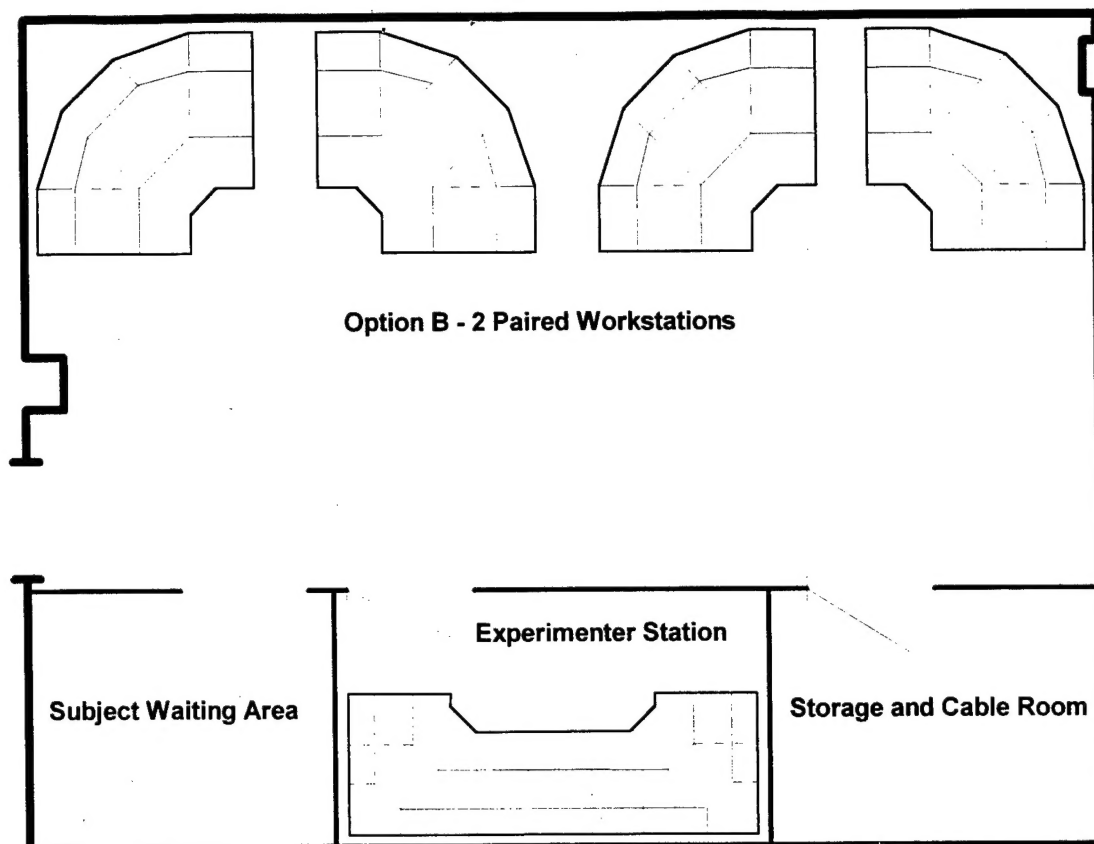 Option B - 2 Paired Workstations
Experimenter Station
Subject Waiting Area
Storage and Cable Room